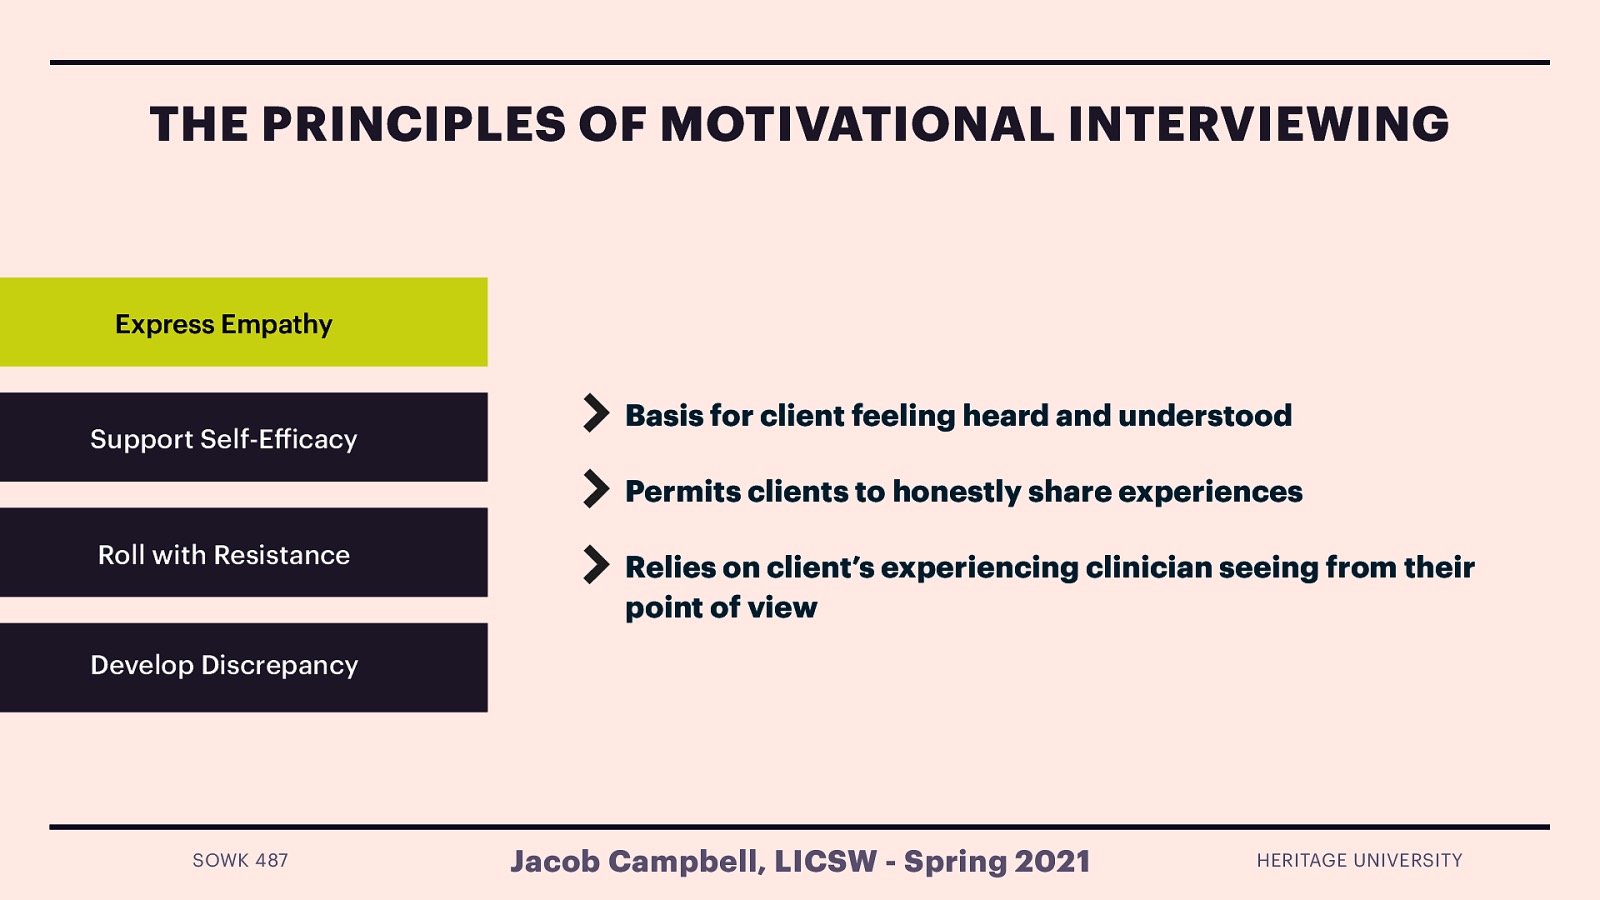 THE PRINCIPLES OF MOTIVATIONAL INTERVIEWING
Express Empathy
Support Self-Efficacy
Roll with Resistance
Develop Discrepancy
Basis for client feeling heard and understood
Permits clients to honestly share experiences
Relies on client’s experiencing clinician seeing from their
point of view
SOWK 487
Jacob Campbell, LICSW - Spring 2021
HERITAGE UNIVERSITY